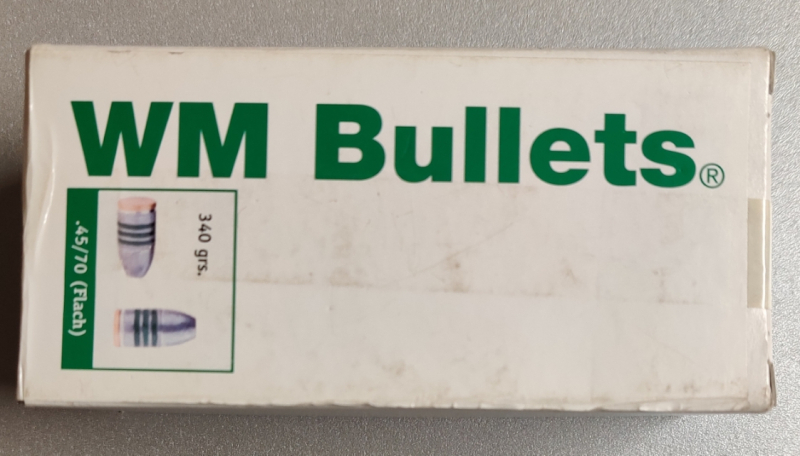 WM Bullets®
340 grs.
.45/70 (Flach)